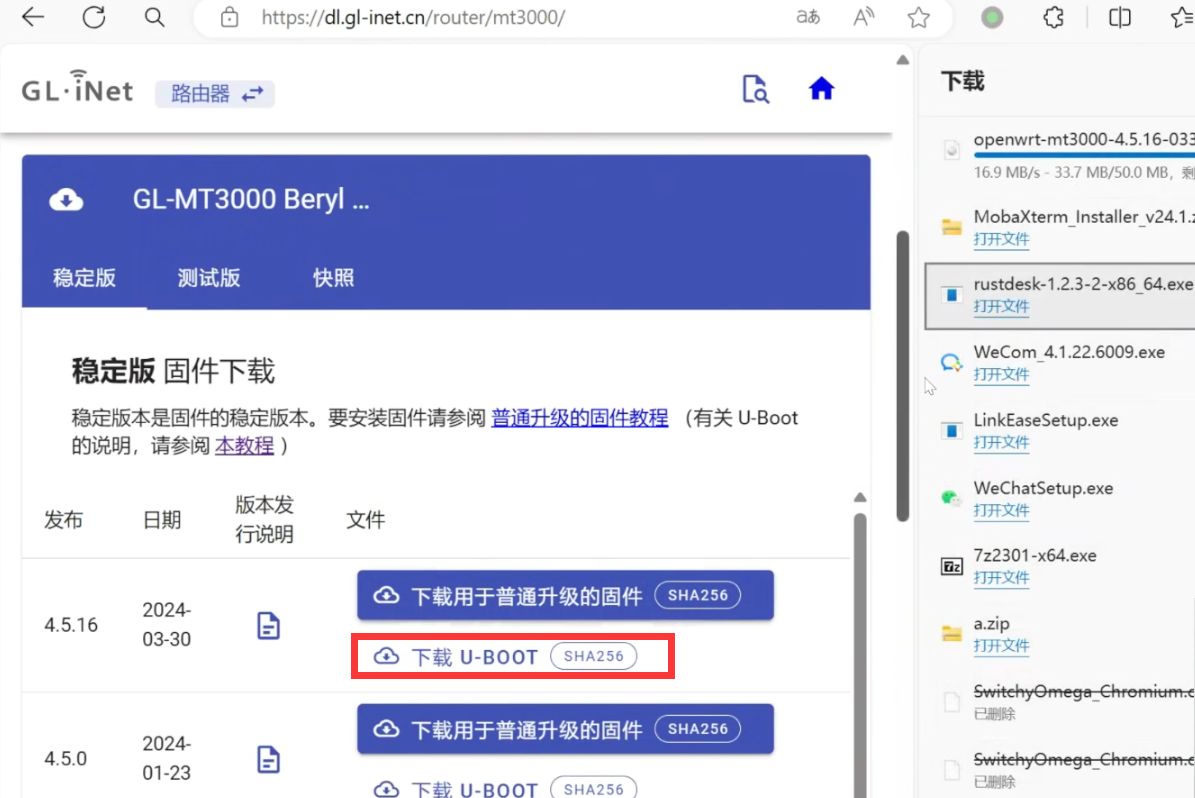 https://dl.gl-inet.cn/router/mt3000/
GL·iNet
路由器
GL-MT3000 Beryl ...
稳定版 测试版 快照
稳定版 固件下载
稳定版本是固件的稳定版本。要安装固件请参阅 普通升级的固件教程 （有关 U-Boot
的说明，请参阅 本教程 ）
发布 日期 版本发
行说明 文件
4.5.16
2024-
03-30
下载用于普通升级的固件 SHA256
下载 U-BOOT SHA256
4.5.0
2024-
01-23
下载用于普通升级的固件 SHA256
下载 U-BOOT SHA256
下载
openwrt-mt3000-4.5.16-033
16.9 MB/s - 33.7 MB/50.0 MB，剩
MobaXterm_Installer_v24.1.z
打开文件
rustdesk-1.2.3-2-x86_64.exe
打开文件
WeCom_4.1.22.6009.exe
打开文件
LinkEaseSetup.exe
打开文件
WeChatSetup.exe
打开文件
7z2301-x64.exe
打开文件
a.zip
打开文件
SwitchyOmega_Chromium.c
已删除
SwitchyOmega_Chromium.c
已删除